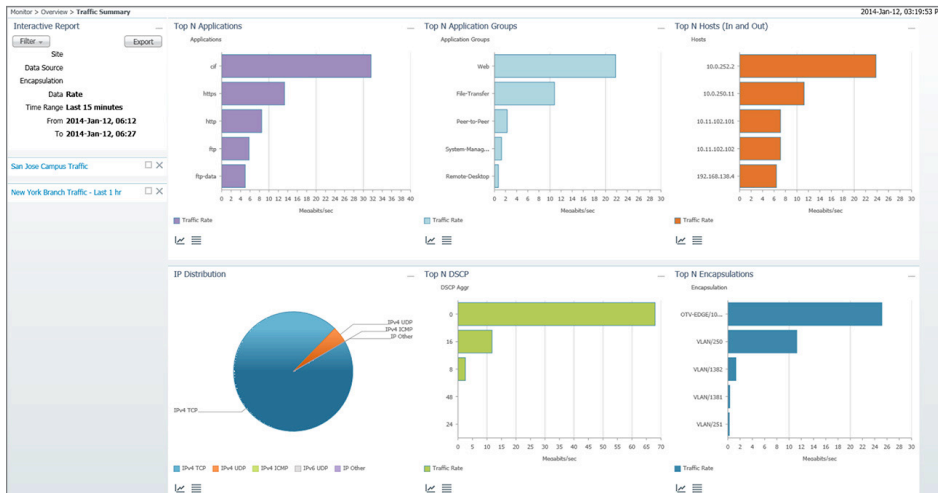 Monitor > Overview > Traffic Summary
2014-Jan-12, 03:19:53 P
Interactive Report
Filter
Export
Site
Data Source
Encapsulation
Data Rate
Time Range Last 15 minutes
From 2014-Jan-12, 06:12
To 2014-Jan-12, 06:27
San Jose Campus Traffic
New York Branch Traffic - Last 1 hr
Top N Applications
Applications
cif
https
http
ftp
ftp-data
0 2 4 6 8 10 12 14 16 18 20 22 24 26 28 30 32 34 36 38 40
Megabits/sec
Traffic Rate
Top N Application Groups
Application Groups
Web
File-Transfer
Peer-to-Peer
System-Manag...
Remote-Desktop
0 2 4 6 8 10 12 14 16 18 20 22 24 26 28 30
Megabits/sec
Traffic Rate
Top N Hosts (In and Out)
Hosts
10.0.252.2
10.0.250.11
10.11.102.101
10.11.102.102
192.168.138.4
0 2 4 6 8 10 12 14 16 18 20 22 24 26 28 30
Megabits/sec
Traffic Rate
IP Distribution
IPv4 UDP
IPv4 ICMP
IP Other
IPv4 TCP
IPv4 TCP IPv4 UDP IPv4 ICMP IPv6 UDP IP Other
Top N DSCP
DSCP Aggr
0
16
8
48
24
0 5 10 15 20 25 30 35 40 45 50 55 60 65 70
Megabits/sec
Traffic Rate
Top N Encapsulations
Encapsulation
OTV-EDGE/10...
VLAN/250
VLAN/1382
VLAN/1381
VLAN/251
0 2 4 6 8 10 12 14 16 18 20 22 24 26 28 30
Megabits/sec
Traffic Rate